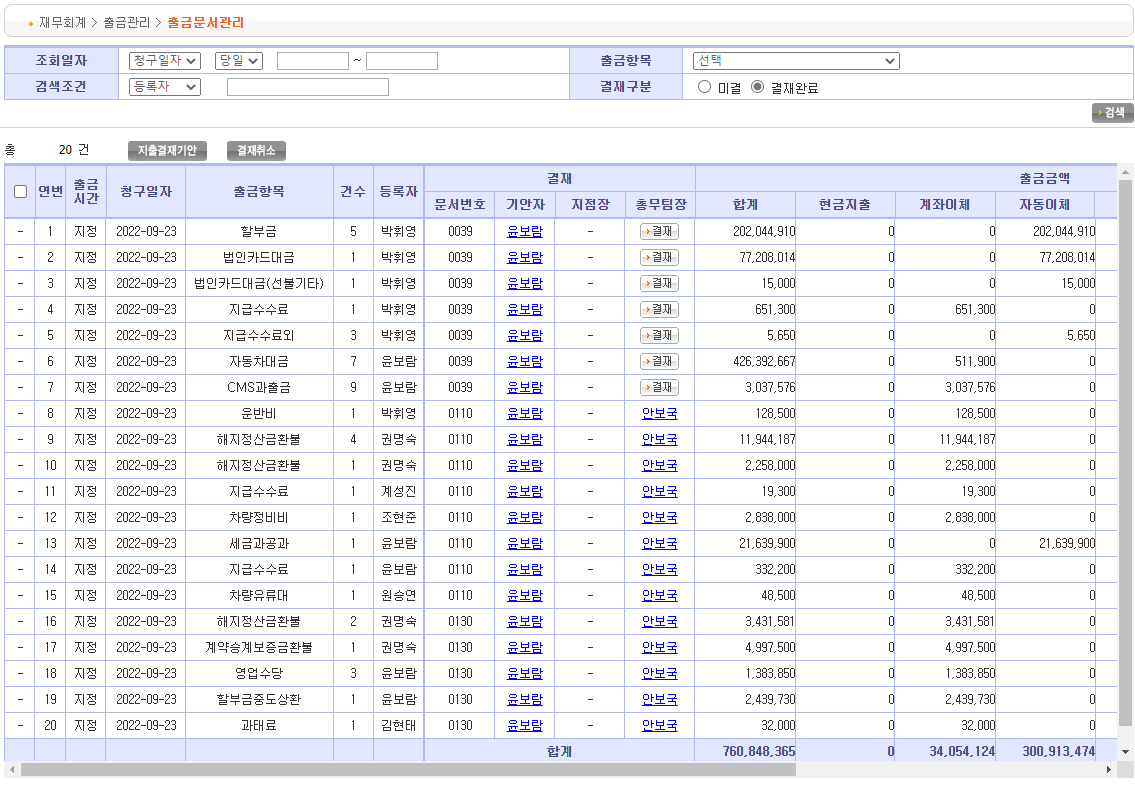 재무회계 > 출금관리 > 출금문서관리
조회일자 청구일자 당일 ~ 출금항목 선택
검색조건 등록자 결재구분 미결 결재완료
검색
총 20 건 지출결재기안 결재취소
연번 출금시간 청구일자 출금항목 건수 등록자 결재 출금금액
문서번호 기안자 지점장 총무팀장 합계 현금지출 계좌이체 자동이체
- 1 지정 2022-09-23 할부금 5 박휘영 0039 윤보람 - 결재 202,044,910 0 0 202,044,910
- 2 지정 2022-09-23 법인카드대금 1 박휘영 0039 윤보람 - 결재 77,208,014 0 0 77,208,014
- 3 지정 2022-09-23 법인카드대금(선불기타) 1 박휘영 0039 윤보람 - 결재 15,000 0 0 15,000
- 4 지정 2022-09-23 지급수수료 1 박휘영 0039 윤보람 - 결재 651,300 0 651,300 0
- 5 지정 2022-09-23 지급수수료외 3 박휘영 0039 윤보람 - 결재 5,650 0 0 5,650
- 6 지정 2022-09-23 자동차대금 7 윤보람 0039 윤보람 - 결재 426,392,667 0 511,900 0
- 7 지정 2022-09-23 CMS과출금 9 윤보람 0039 윤보람 - 결재 3,037,576 0 3,037,576 0
- 8 지정 2022-09-23 운반비 1 박휘영 0110 윤보람 - 안보국 128,500 0 128,500 0
- 9 지정 2022-09-23 해지정산금환불 4 권명숙 0110 윤보람 - 안보국 11,944,187 0 11,944,187 0
- 10 지정 2022-09-23 해지정산금환불 1 권명숙 0110 윤보람 - 안보국 2,258,000 0 2,258,000 0
- 11 지정 2022-09-23 지급수수료 1 계성진 0110 윤보람 - 안보국 19,300 0 19,300 0
- 12 지정 2022-09-23 차량정비비 1 조현준 0110 윤보람 - 안보국 2,838,000 0 2,838,000 0
- 13 지정 2022-09-23 세금과공과 1 윤보람 0110 윤보람 - 안보국 21,639,900 0 0 21,639,900
- 14 지정 2022-09-23 지급수수료 1 윤보람 0110 윤보람 - 안보국 332,200 0 332,200 0
- 15 지정 2022-09-23 차량유류대 1 원승연 0110 윤보람 - 안보국 48,500 0 48,500 0
- 16 지정 2022-09-23 해지정산금환불 2 권명숙 0130 윤보람 - 안보국 3,431,581 0 3,431,581 0
- 17 지정 2022-09-23 계약승계보증금환불 1 권명숙 0130 윤보람 - 안보국 4,997,500 0 4,997,500 0
- 18 지정 2022-09-23 영업수당 3 윤보람 0130 윤보람 - 안보국 1,383,850 0 1,383,850 0
- 19 지정 2022-09-23 할부금중도상환 1 윤보람 0130 윤보람 - 안보국 2,439,730 0 2,439,730 0
- 20 지정 2022-09-23 과태료 1 김현태 0130 윤보람 - 안보국 32,000 0 32,000 0
합계 760,848,365 0 34,054,124 300,913,474